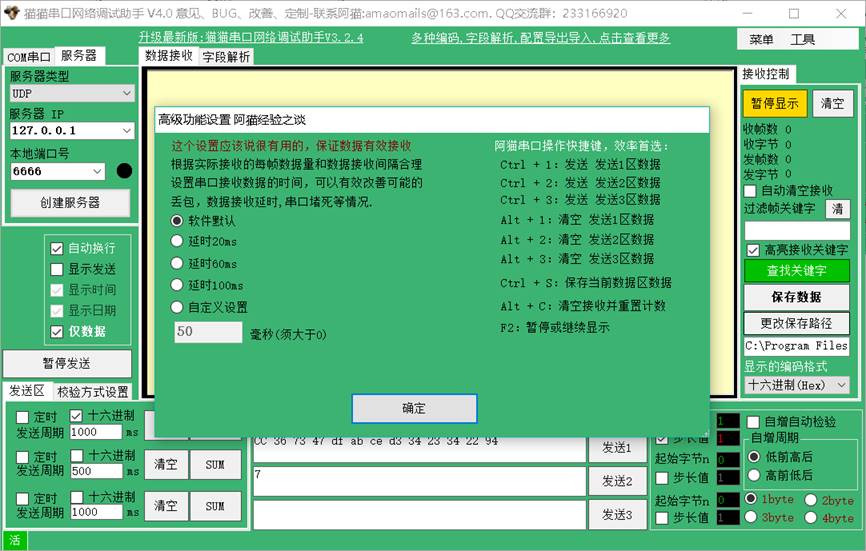 猫猫串口网络调试助手 V4.0 意见、BUG、改善、定制-联系阿猫:amaomails@163.com. QQ交流群：233166920
升级最新版:猫猫串口网络调试助手V3.2.4
多种编码,字段解析,配置导出导入,点击查看更多
菜单 工具
COM串口 服务器
数据接收 字段解析
接收控制
服务器类型
UDP
服务器 IP
127.0.0.1
本地端口号
6666
创建服务器
自动换行
显示发送
显示时间
显示日期
仅数据
暂停发送
高级功能设置 阿猫经验之谈
这个设置应该说很有用的，保证数据有效接收
根据实际接收的每帧数据量和数据接收间隔合理
设置串口接收数据的时间，可以有效改善可能的
丢包，数据接收延时,串口堵死等情况.
软件默认
延时20ms
延时60ms
延时100ms
自定义设置
50 毫秒(须大于0)
阿猫串口操作快捷键，效率首选：
Ctrl + 1：发送 发送1区数据
Ctrl + 2：发送 发送2区数据
Ctrl + 3：发送 发送3区数据
Alt + 1：清空 发送1区数据
Alt + 2：清空 发送2区数据
Alt + 3：清空 发送3区数据
Ctrl + S：保存当前数据区数据
Alt + C：清空接收并重置计数
F2：暂停或继续显示
确定
暂停显示 清空
收帧数 0
收字节 0
发帧数 0
发字节 0
自动清空接收
过滤帧关键字 清
高亮接收关键字
查找关键字
保存数据
更改保存路径
C:\Program Files
显示的编码格式
十六进制(Hex)
发送区 校验方式设置
定时 十六进制
发送周期 1000 ms
CC 36 73 47 df ab ce d3 34 23 34 22 94
发送1
定时 十六进制
发送周期 500 ms
清空 SUM
7
发送2
定时 十六进制
发送周期 1000 ms
清空 SUM
发送3
1
步长值 1
起始字节n 0
步长值 1
起始字节n 0
步长值 1
自增自动检验
自增周期
低前高后
高前低后
1byte 2byte
3byte 4byte
活